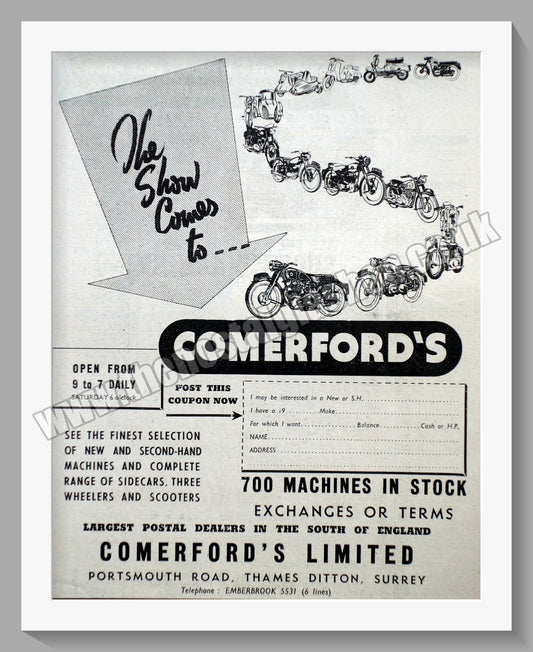 The
Show
Comes
to ----
COMERFORD'S
OPEN FROM
9 to 7 DAILY
SATURDAY 6 o'clock
POST THIS
COUPON NOW
I may be interested in a New or S.H.
I have a 19........Make
For which I want........Balance........Cash or H.P.
NAME
ADDRESS
SEE THE FINEST SELECTION
OF NEW AND SECOND-HAND
MACHINES AND COMPLETE
RANGE OF SIDECARS, THREE
WHEELERS AND SCOOTERS
700 MACHINES IN STOCK
EXCHANGES OR TERMS
LARGEST POSTAL DEALERS IN THE SOUTH OF ENGLAND
COMERFORD'S LIMITED
PORTSMOUTH ROAD, THAMES DITTON, SURREY
Telephone : EMBERBROOK 5531 (6 lines)